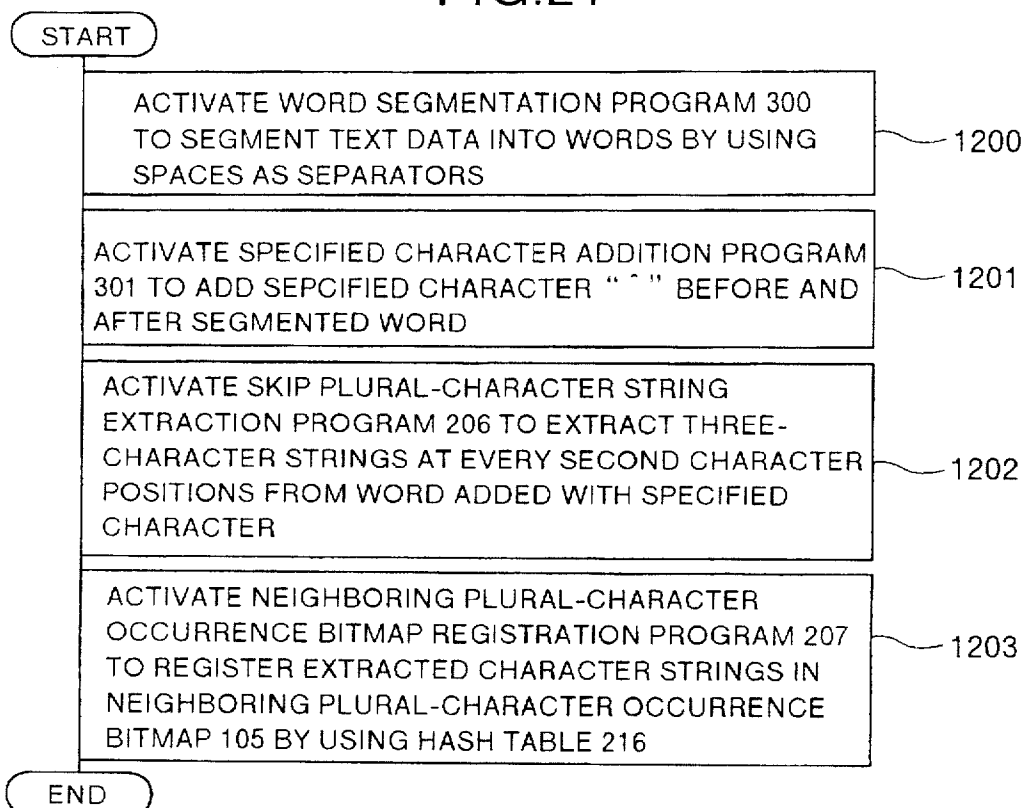 START
ACTIVATE WORD SEGMENTATION PROGRAM 300
TO SEGMENT TEXT DATA INTO WORDS BY USING
SPACES AS SEPARATORS
1200
ACTIVATE SPECIFIED CHARACTER ADDITION PROGRAM
301 TO ADD SEPCIFIED CHARACTER “ ˆ ” BEFORE AND
AFTER SEGMENTED WORD
1201
ACTIVATE SKIP PLURAL-CHARACTER STRING
EXTRACTION PROGRAM 206 TO EXTRACT THREE-
CHARACTER STRINGS AT EVERY SECOND CHARACTER
POSITIONS FROM WORD ADDED WITH SPECIFIED
CHARACTER
1202
ACTIVATE NEIGHBORING PLURAL-CHARACTER
OCCURRENCE BITMAP REGISTRATION PROGRAM 207
TO REGISTER EXTRACTED CHARACTER STRINGS IN
NEIGHBORING PLURAL-CHARACTER OCCURRENCE
BITMAP 105 BY USING HASH TABLE 216
1203
END